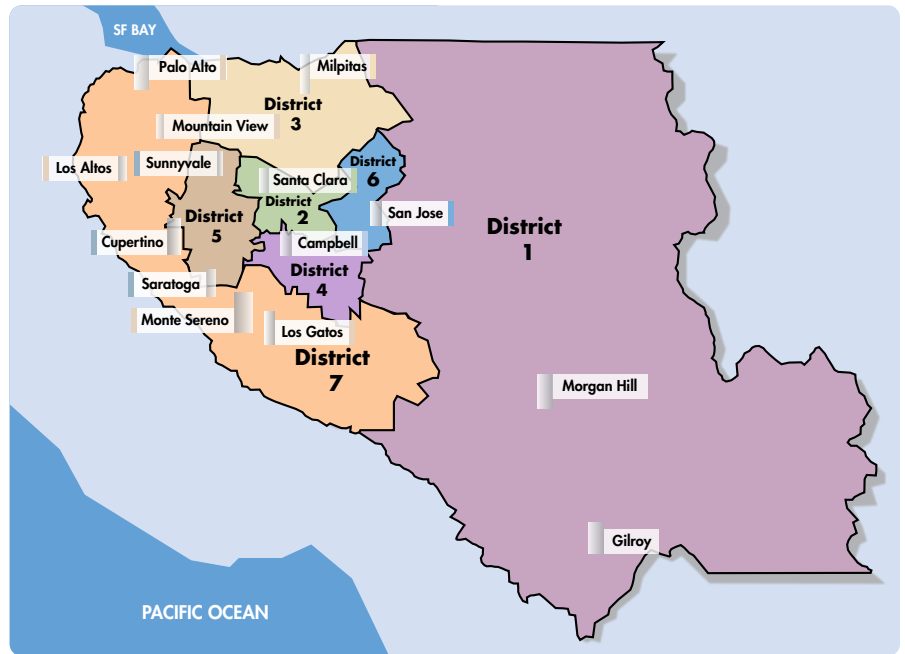 SF BAY
Palo Alto
Milpitas
District
3
Mountain View
Los Altos
Sunnyvale
District
6
Santa Clara
District
2
San Jose
District
5
District
1
Cupertino
Campbell
District
4
Saratoga
Monte Sereno
Los Gatos
District
7
Morgan Hill
Gilroy
PACIFIC OCEAN